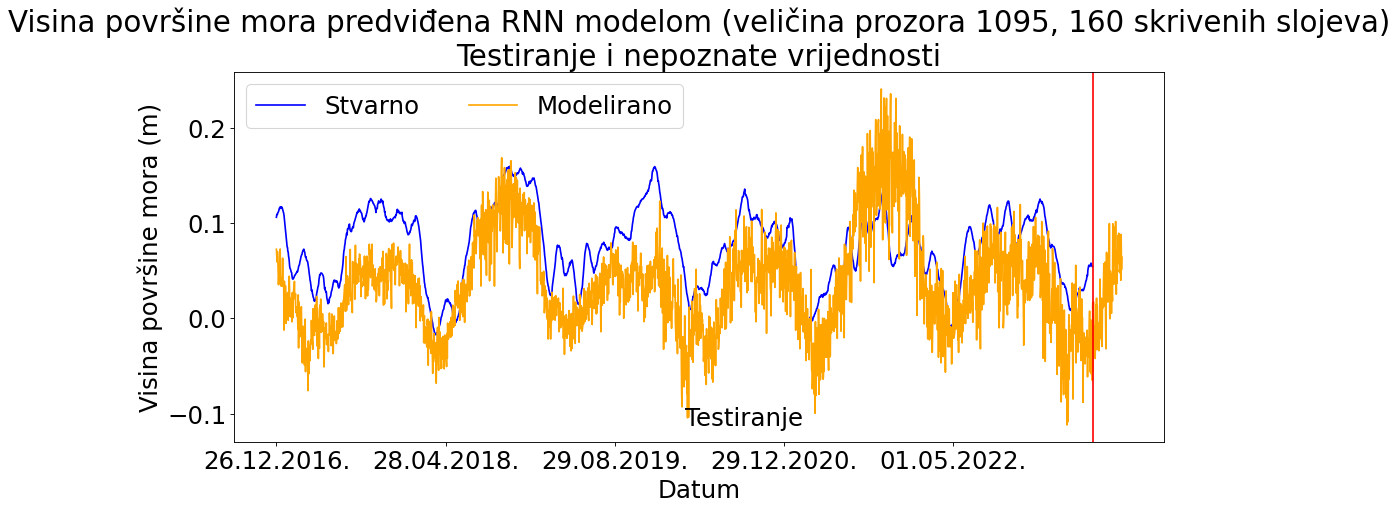 Visina površine mora predviđena RNN modelom (veličina prozora 1095, 160 skrivenih slojeva)
Testiranje i nepoznate vrijednosti
Stvarno
Modelirano
Visina površine mora (m)
0.2
0.1
0.0
−0.1
Testiranje
26.12.2016.
28.04.2018.
29.08.2019.
29.12.2020.
01.05.2022.
Datum